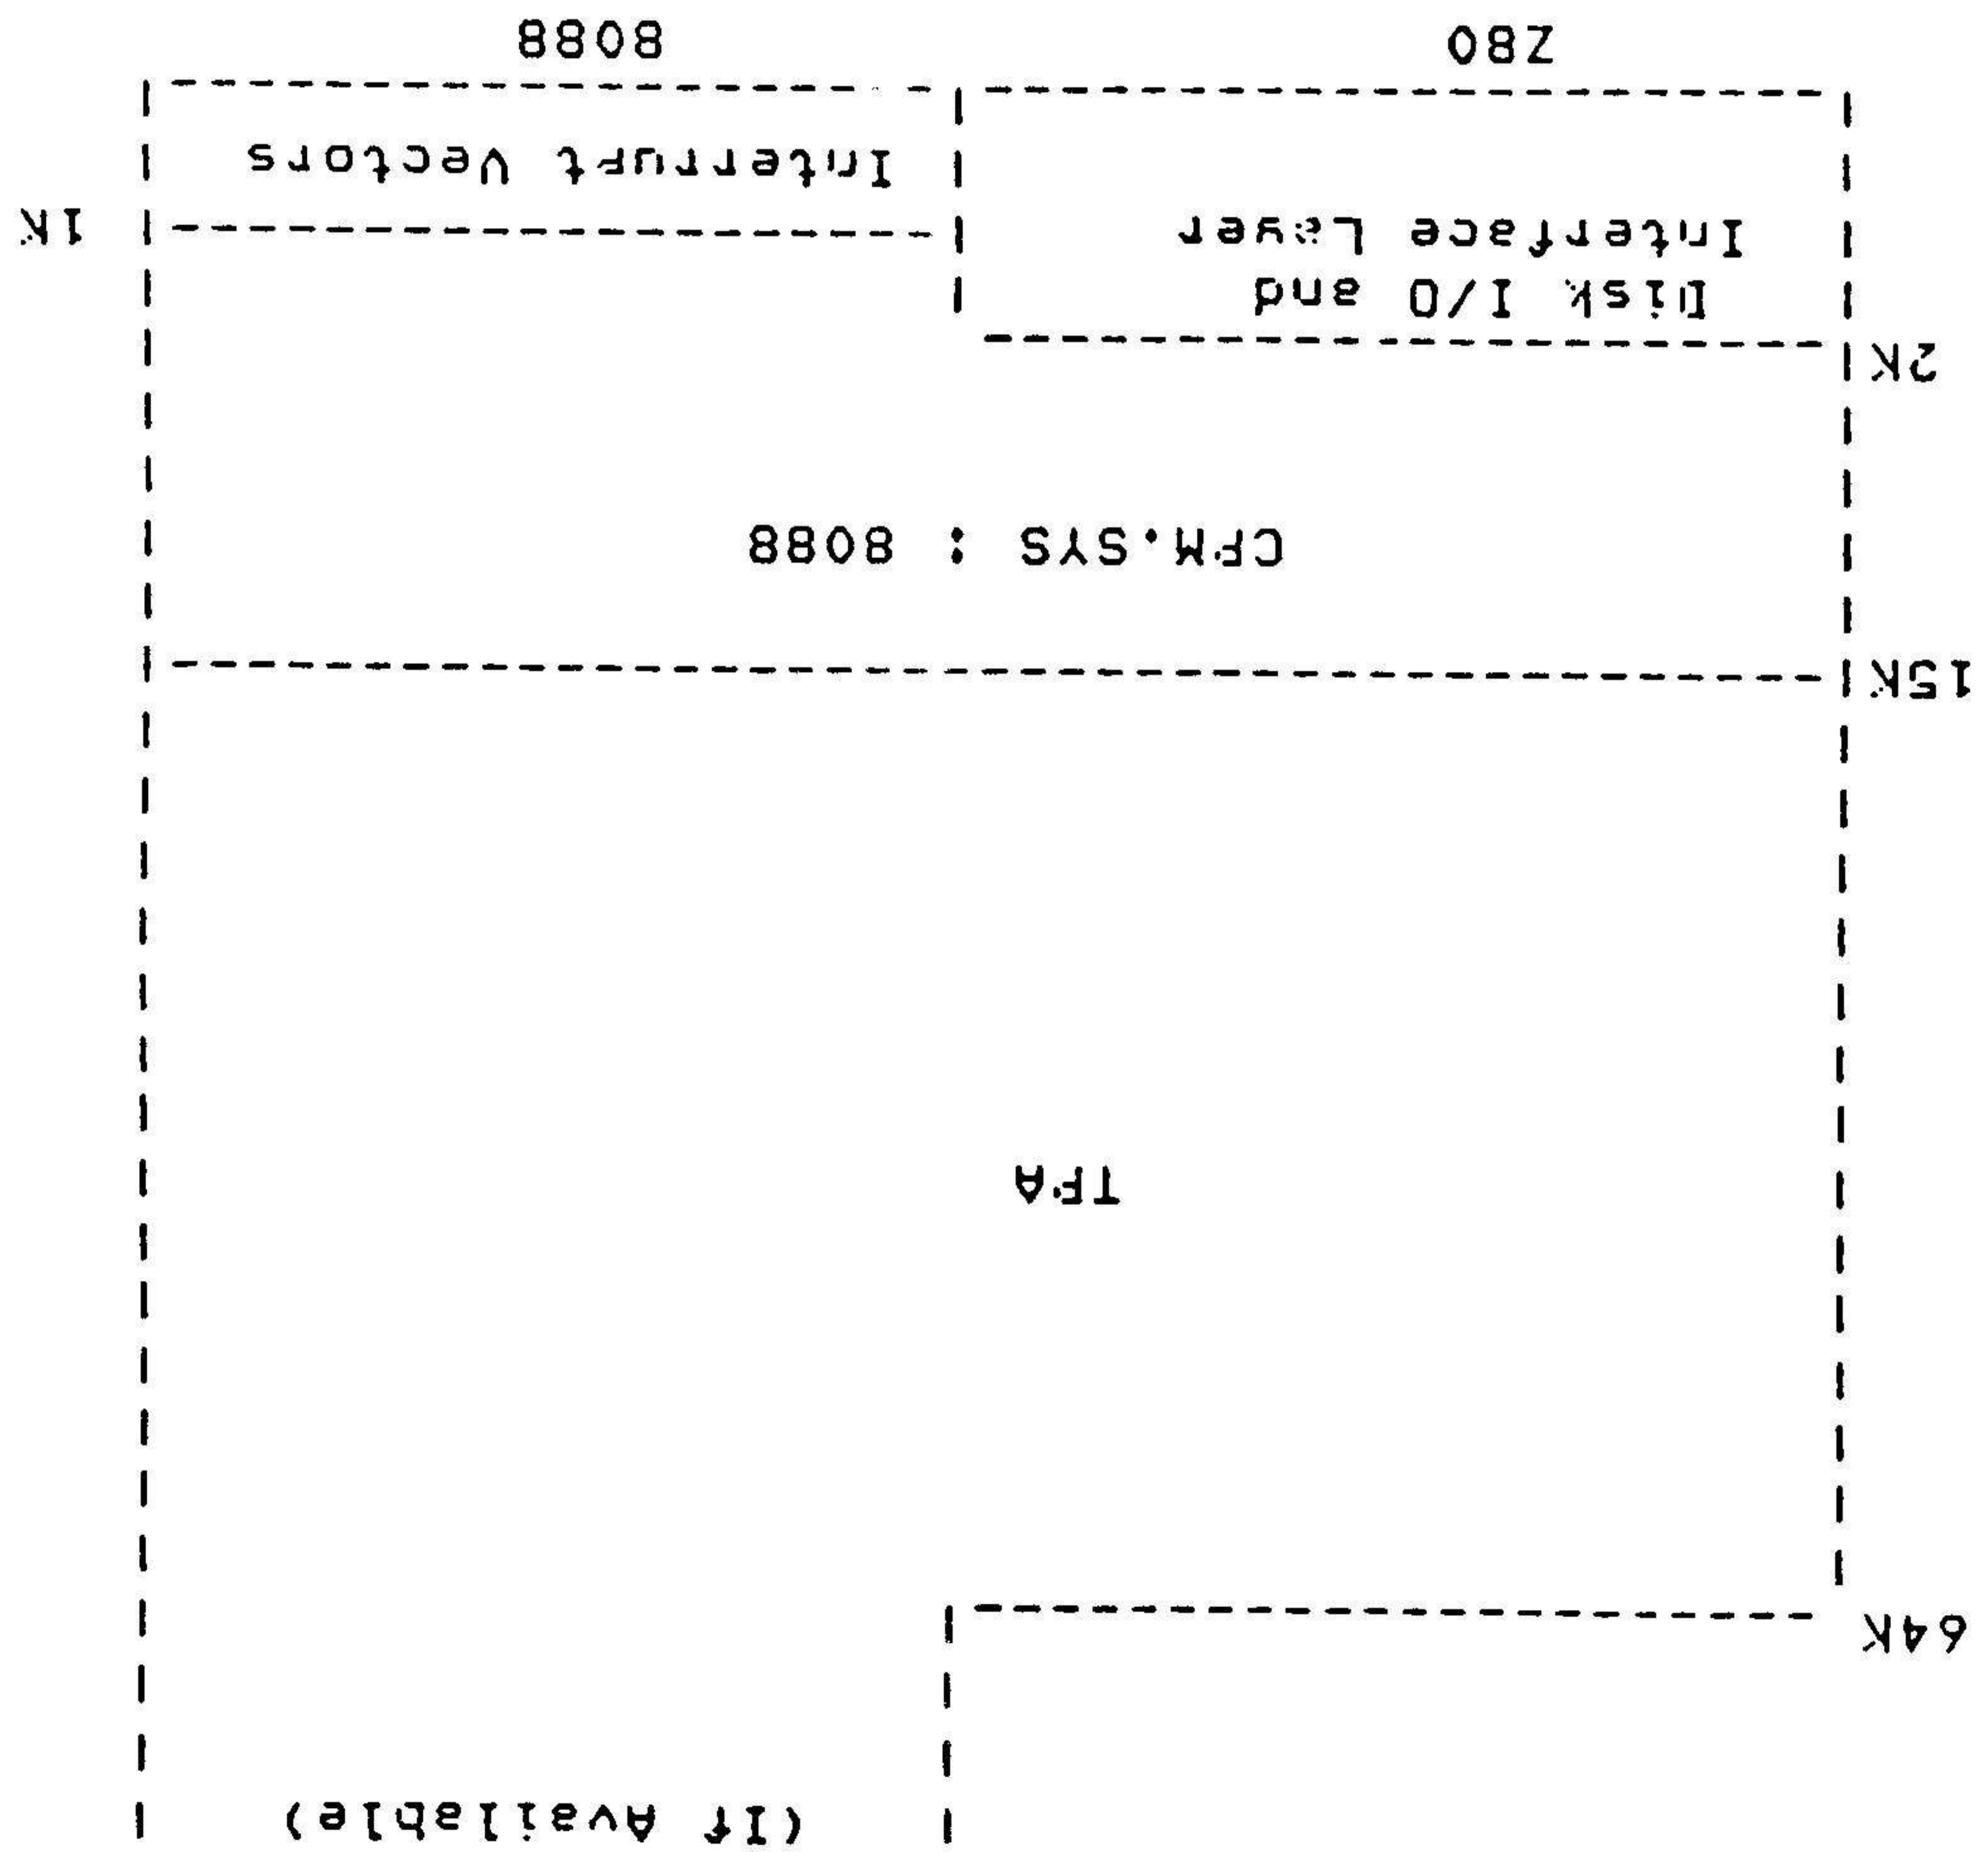 (If Available)
64K
TPA
15K
CPM.SYS : 8088
2K
Disk I/O and
Interface Layer
1K
Interrupt Vectors
Z80
8088